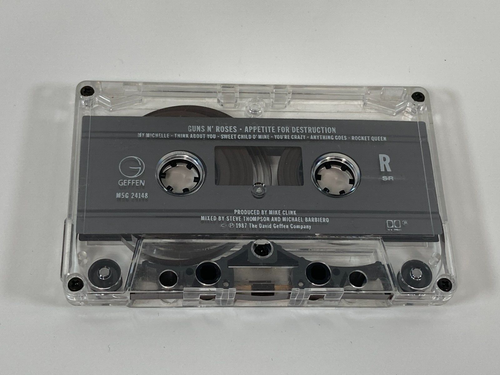 GUNS N' ROSES • APPETITE FOR DESTRUCTION
MY MICHELLE • THINK ABOUT YOU • SWEET CHILD O' MINE • YOU'RE CRAZY • ANYTHING GOES • ROCKET QUEEN
R
GEFFEN
M5G 24148
PRODUCED BY MIKE CLINK
MIXED BY STEVE THOMPSON AND MICHAEL BARBIERO
© ℗ 1987 The David Geffen Company